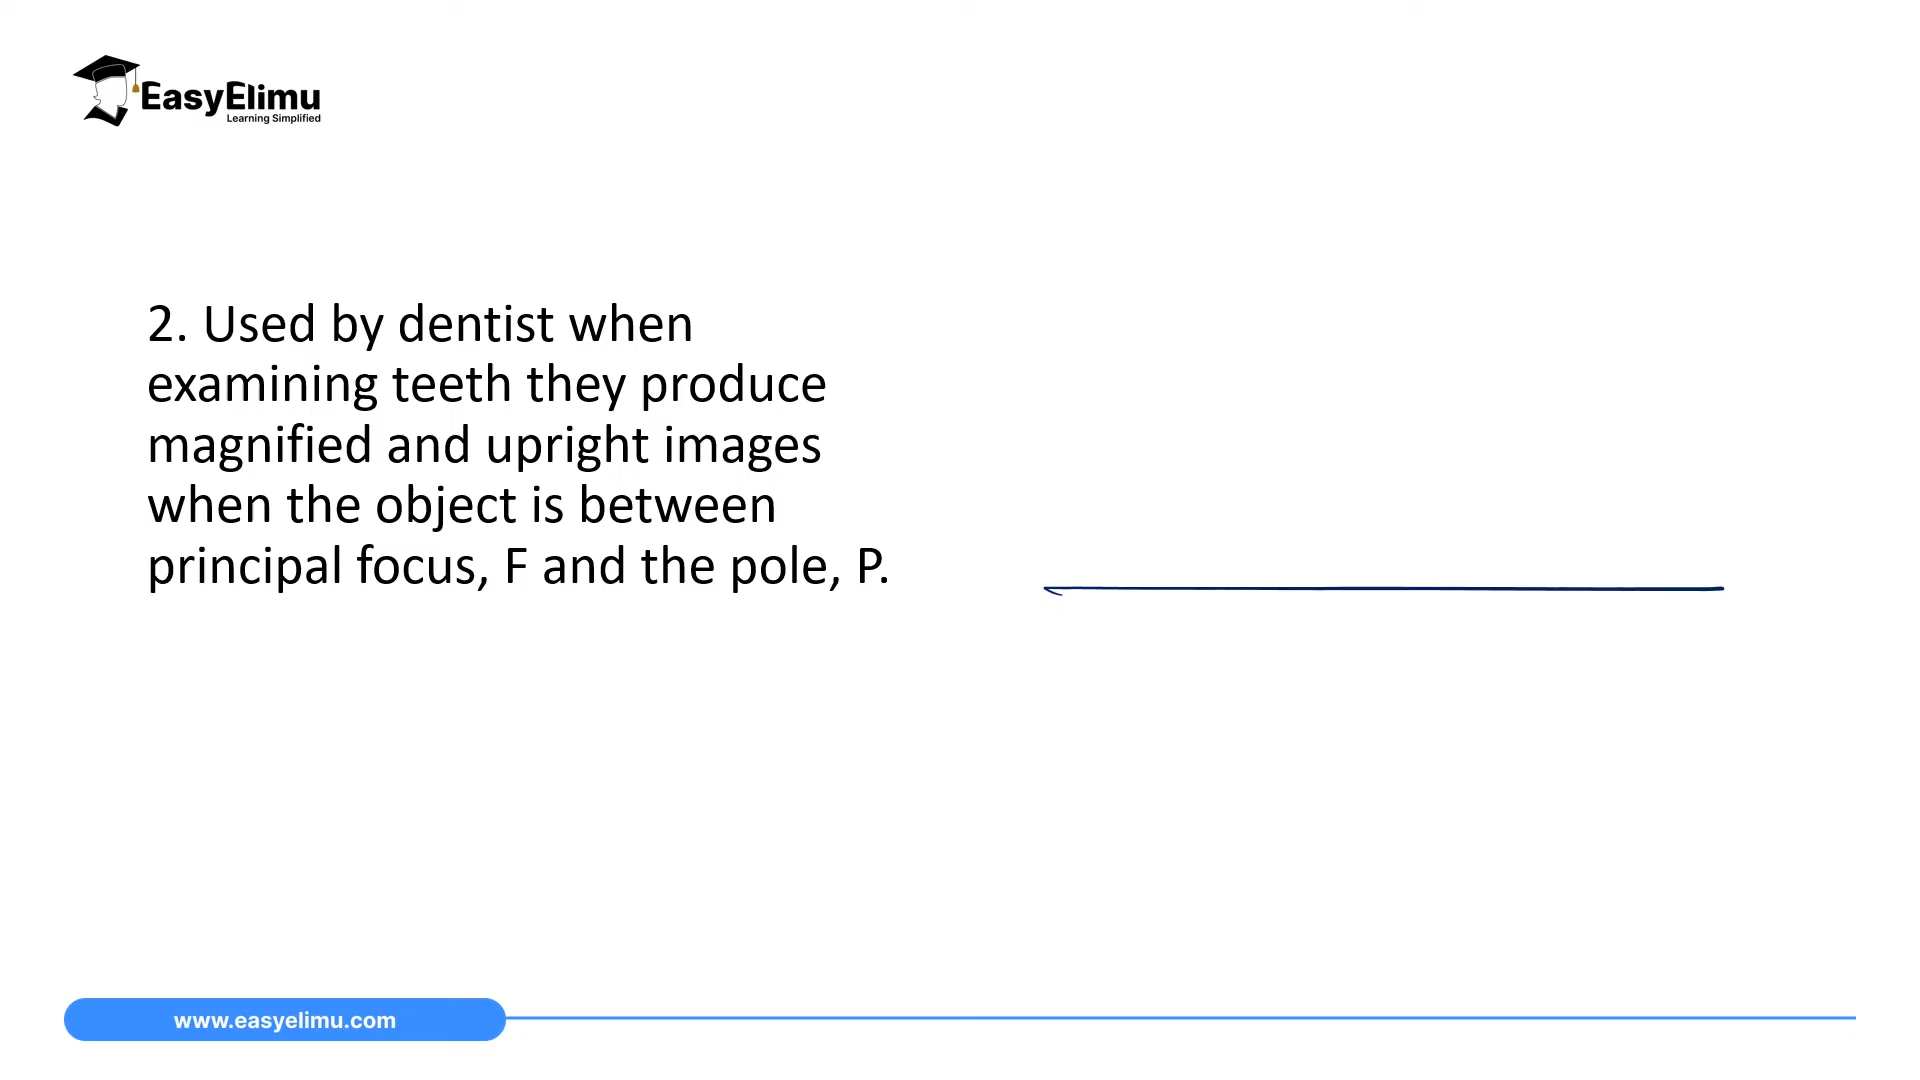 EasyElimu
Learning Simplified
2. Used by dentist when
examining teeth they produce
magnified and upright images
when the object is between
principal focus, F and the pole, P.
www.easyelimu.com